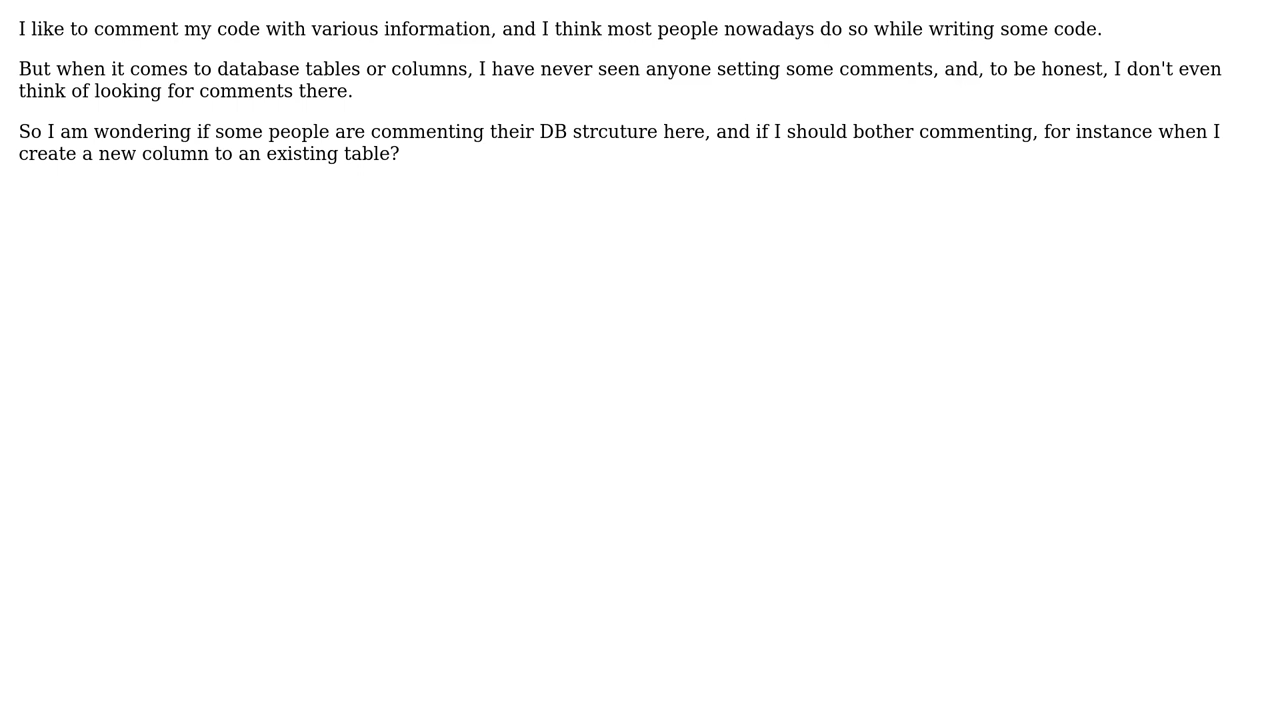 I like to comment my code with various information, and I think most people nowadays do so while writing some code.
But when it comes to database tables or columns, I have never seen anyone setting some comments, and, to be honest, I don't even
think of looking for comments there.
So I am wondering if some people are commenting their DB strcuture here, and if I should bother commenting, for instance when I
create a new column to an existing table?